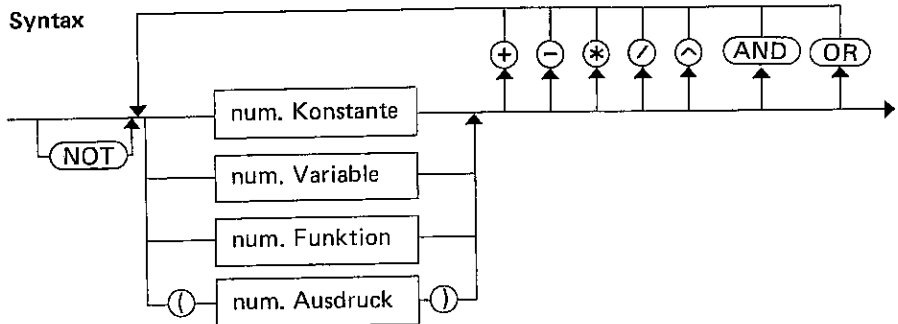 Syntax
+ - * / ^ AND OR
num. Konstante
NOT
num. Variable
num. Funktion
( num. Ausdruck )